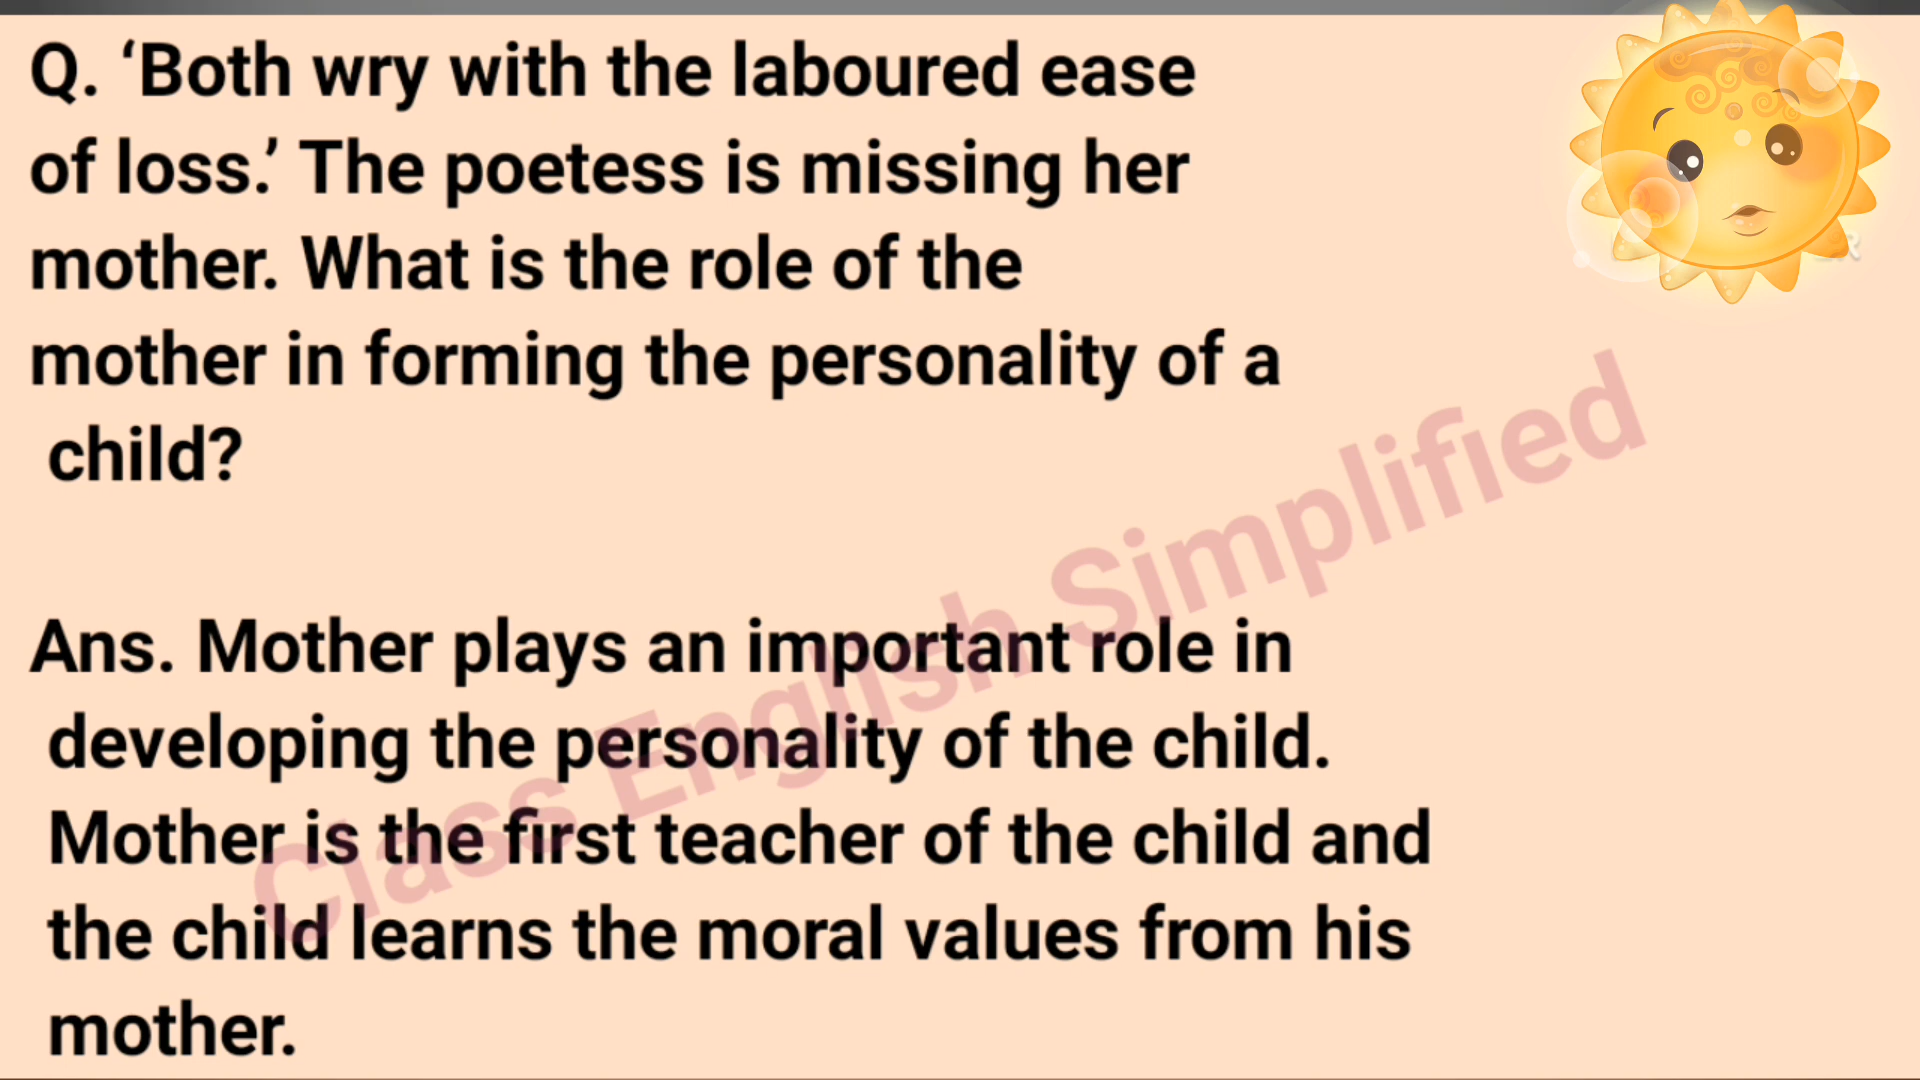 Q. ‘Both wry with the laboured ease
of loss.’ The poetess is missing her
mother. What is the role of the
mother in forming the personality of a
child?
Ans. Mother plays an important role in
developing the personality of the child.
Mother is the first teacher of the child and
the child learns the moral values from his
mother.
Class English Simplified